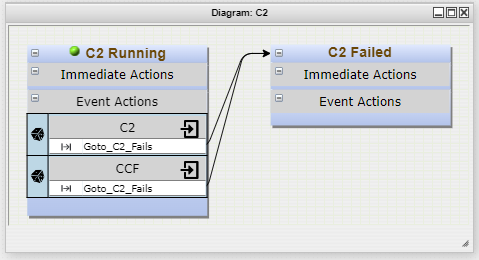 Diagram: C2
C2 Running
Immediate Actions
Event Actions
C2
Goto_C2_Fails
CCF
Goto_C2_Fails
C2 Failed
Immediate Actions
Event Actions